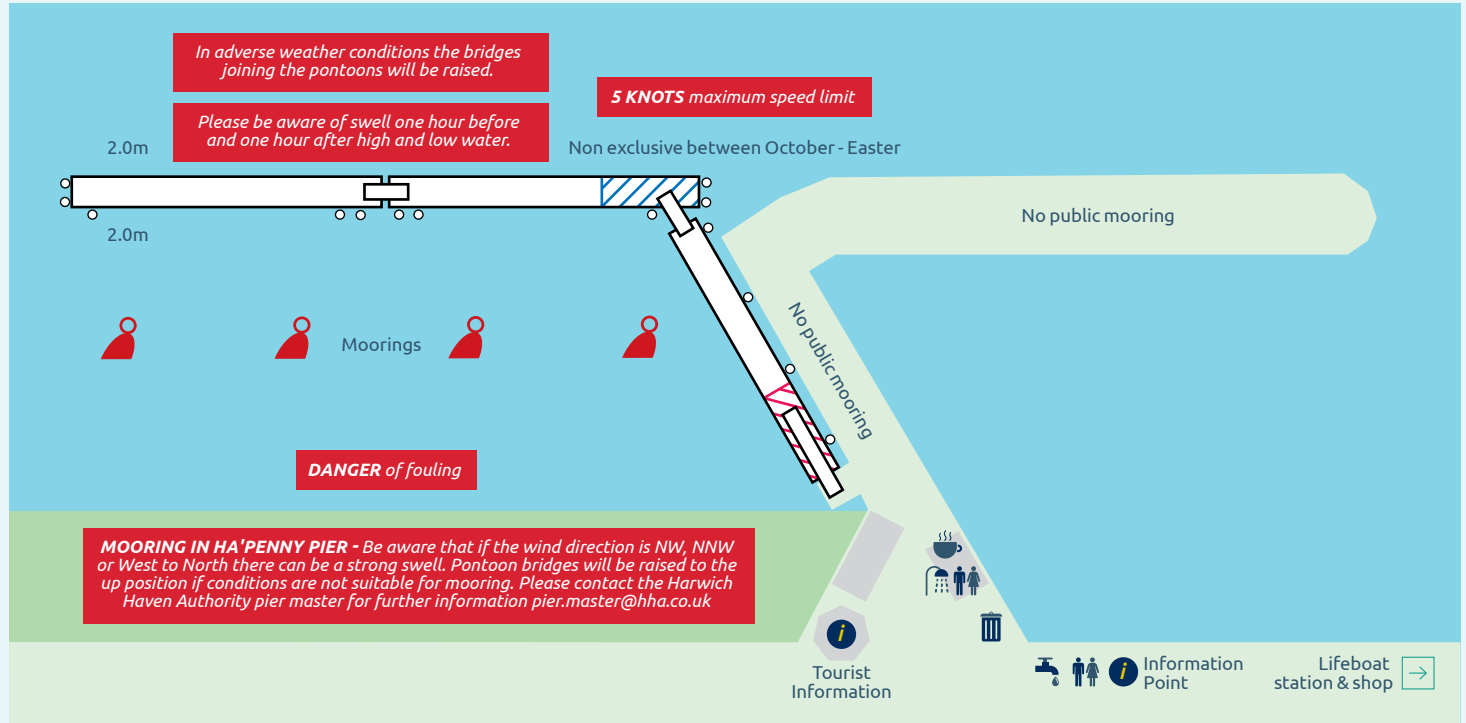 In adverse weather conditions the bridges
joining the pontoons will be raised.
5 KNOTS maximum speed limit
Please be aware of swell one hour before
and one hour after high and low water.
2.0m
Non exclusive between October - Easter
No public mooring
2.0m
No public mooring
Moorings
DANGER of fouling
MOORING IN HA'PENNY PIER - Be aware that if the wind direction is NW, NNW
or West to North there can be a strong swell. Pontoon bridges will be raised to the
up position if conditions are not suitable for mooring. Please contact the Harwich
Haven Authority pier master for further information pier.master@hha.co.uk
i
Tourist
Information
i
Information
Point
Lifeboat
station & shop